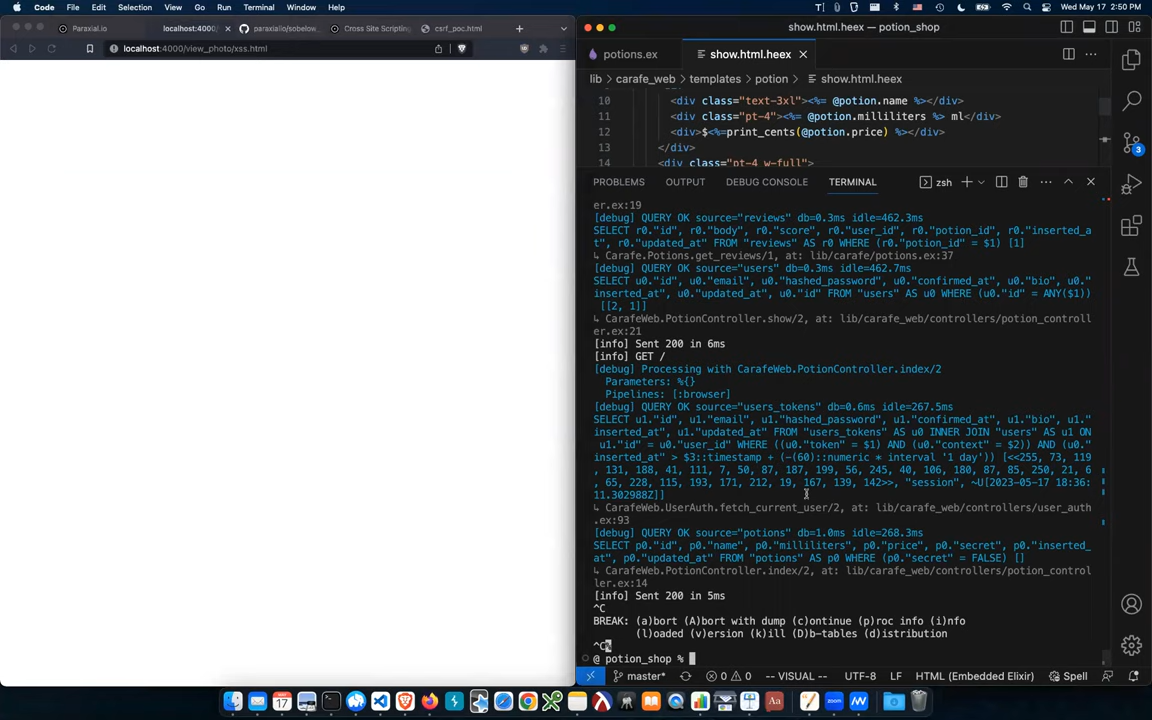 Code File Edit Selection View Go Run Terminal Window Help
Wed May 17 2:50 PM
Paraxial.io
localhost:4000/view_photo/xss.
paraxialio/sobelow_
Cross Site Scripting
csrf_poc.html
localhost:4000/view_photo/xss.html
show.html.heex — potion_shop
potions.ex
show.html.heex
lib > carafe_web > templates > potion > show.html.heex
10 <div class="text-3xl"><%= @potion.name %></div>
11 <div class="pt-4"><%= @potion.milliliters %> ml</div>
12 <div>$<%=print_cents(@potion.price) %></div>
13 </div>
14 <div class="pt-4 w-full">
PROBLEMS OUTPUT DEBUG CONSOLE TERMINAL zsh
er.ex:19
[debug] QUERY OK source="reviews" db=0.3ms idle=462.3ms
SELECT r0."id", r0."body", r0."score", r0."user_id", r0."potion_id", r0."inserted_a
t", r0."updated_at" FROM "reviews" AS r0 WHERE (r0."potion_id" = $1) [1]
↳ Carafe.Potions.get_reviews/1, at: lib/carafe/potions.ex:37
[debug] QUERY OK source="users" db=0.3ms idle=462.7ms
SELECT u0."id", u0."email", u0."hashed_password", u0."confirmed_at", u0."bio", u0."
inserted_at", u0."updated_at", u0."id" FROM "users" AS u0 WHERE (u0."id" = ANY($1))
[[2, 1]]
↳ CarafeWeb.PotionController.show/2, at: lib/carafe_web/controllers/potion_controll
er.ex:21
[info] Sent 200 in 6ms
[info] GET /
[debug] Processing with CarafeWeb.PotionController.index/2
Parameters: %{}
Pipelines: [:browser]
[debug] QUERY OK source="users_tokens" db=0.6ms idle=267.5ms
SELECT u1."id", u1."email", u1."hashed_password", u1."confirmed_at", u1."bio", u1."
inserted_at", u1."updated_at" FROM "users_tokens" AS u0 INNER JOIN "users" AS u1 ON
u1."id" = u0."user_id" WHERE ((u0."token" = $1) AND (u0."context" = $2)) AND (u0."
inserted_at" > $3::timestamp + (-(60)::numeric * interval '1 day')) [<<255, 73, 119
, 131, 188, 41, 111, 7, 50, 87, 187, 199, 56, 245, 40, 106, 180, 87, 85, 250, 21, 6
, 65, 228, 115, 193, 171, 212, 19, 167, 139, 142>>, "session", ~U[2023-05-17 18:36:
11.302988Z]]
↳ CarafeWeb.UserAuth.fetch_current_user/2, at: lib/carafe_web/controllers/user_auth
.ex:93
[debug] QUERY OK source="potions" db=1.0ms idle=268.3ms
SELECT p0."id", p0."name", p0."milliliters", p0."price", p0."secret", p0."inserted_
at", p0."updated_at" FROM "potions" AS p0 WHERE (p0."secret" = FALSE) []
↳ CarafeWeb.PotionController.index/2, at: lib/carafe_web/controllers/potion_control
ler.ex:14
[info] Sent 200 in 5ms
^C
BREAK: (a)bort (A)bort with dump (c)ontinue (p)roc info (i)nfo
(l)oaded (v)ersion (k)ill (D)b-tables (d)istribution
^C%
@ potion_shop %
master* 0 0 -- VISUAL -- UTF-8 LF HTML (Embedded Elixir) Spell